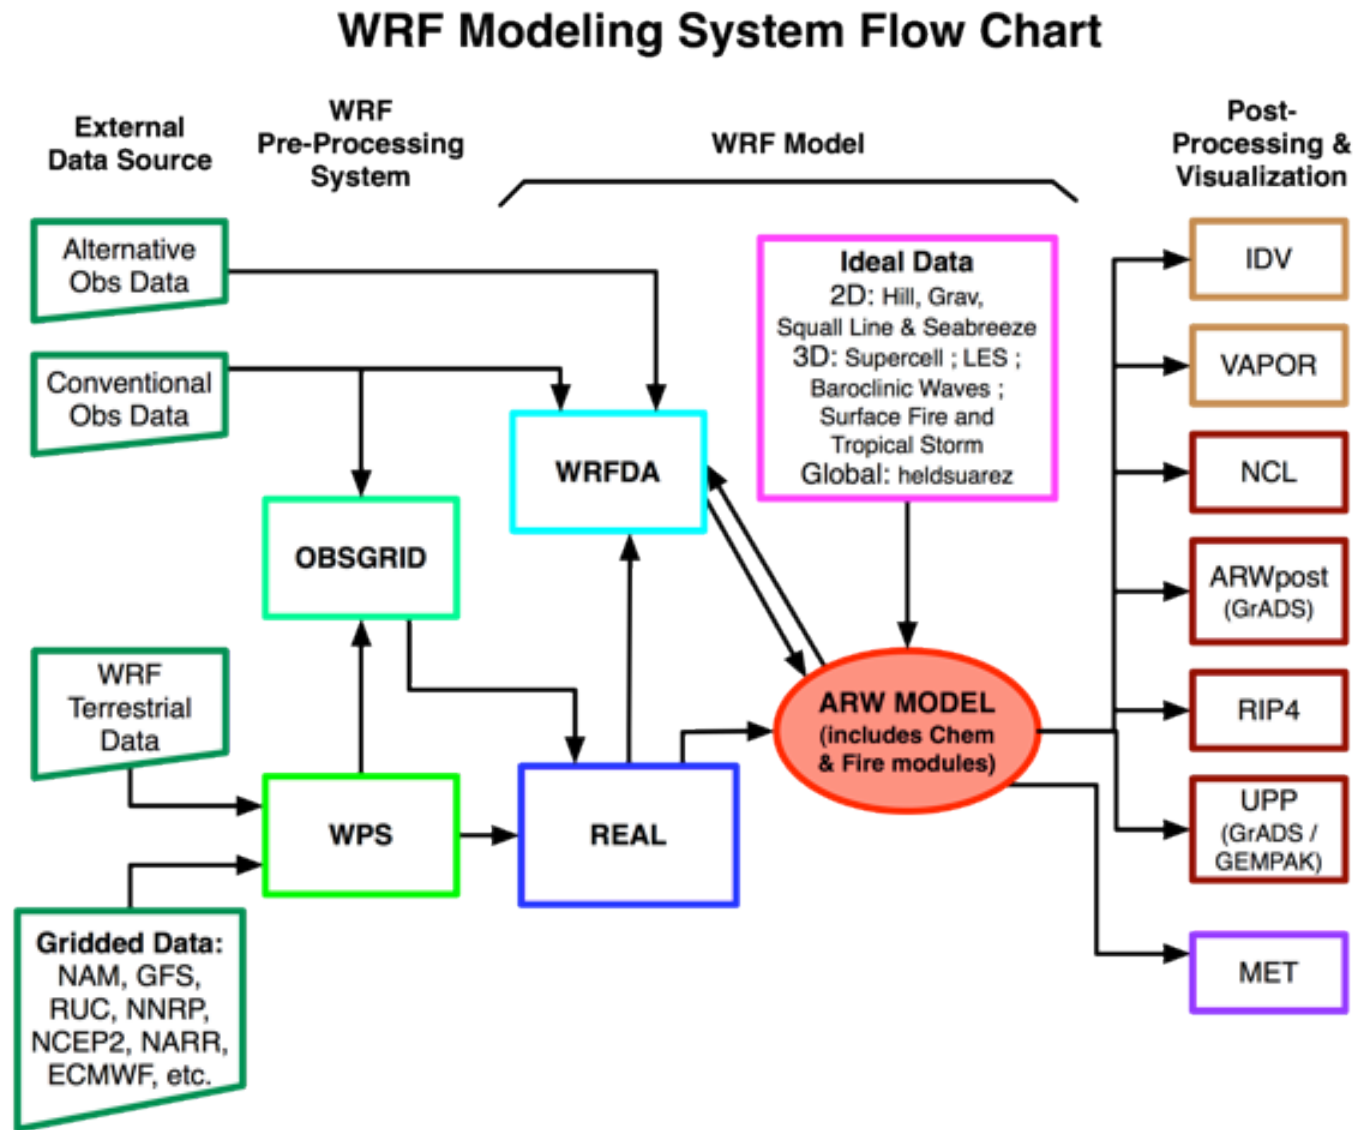 WRF Modeling System Flow Chart
External
Data Source
WRF
Pre-Processing
System
WRF Model
Post-
Processing &
Visualization
Alternative
Obs Data
Conventional
Obs Data
WRF
Terrestrial
Data
Gridded Data:
NAM, GFS,
RUC, NNRP,
NCEP2, NARR,
ECMWF, etc.
OBSGRID
WPS
WRFDA
REAL
Ideal Data
2D: Hill, Grav,
Squall Line & Seabreeze
3D: Supercell ; LES ;
Baroclinic Waves ;
Surface Fire and
Tropical Storm
Global: heldsuarez
ARW MODEL
(includes Chem
& Fire modules)
IDV
VAPOR
NCL
ARWpost
(GrADS)
RIP4
UPP
(GrADS /
GEMPAK)
MET